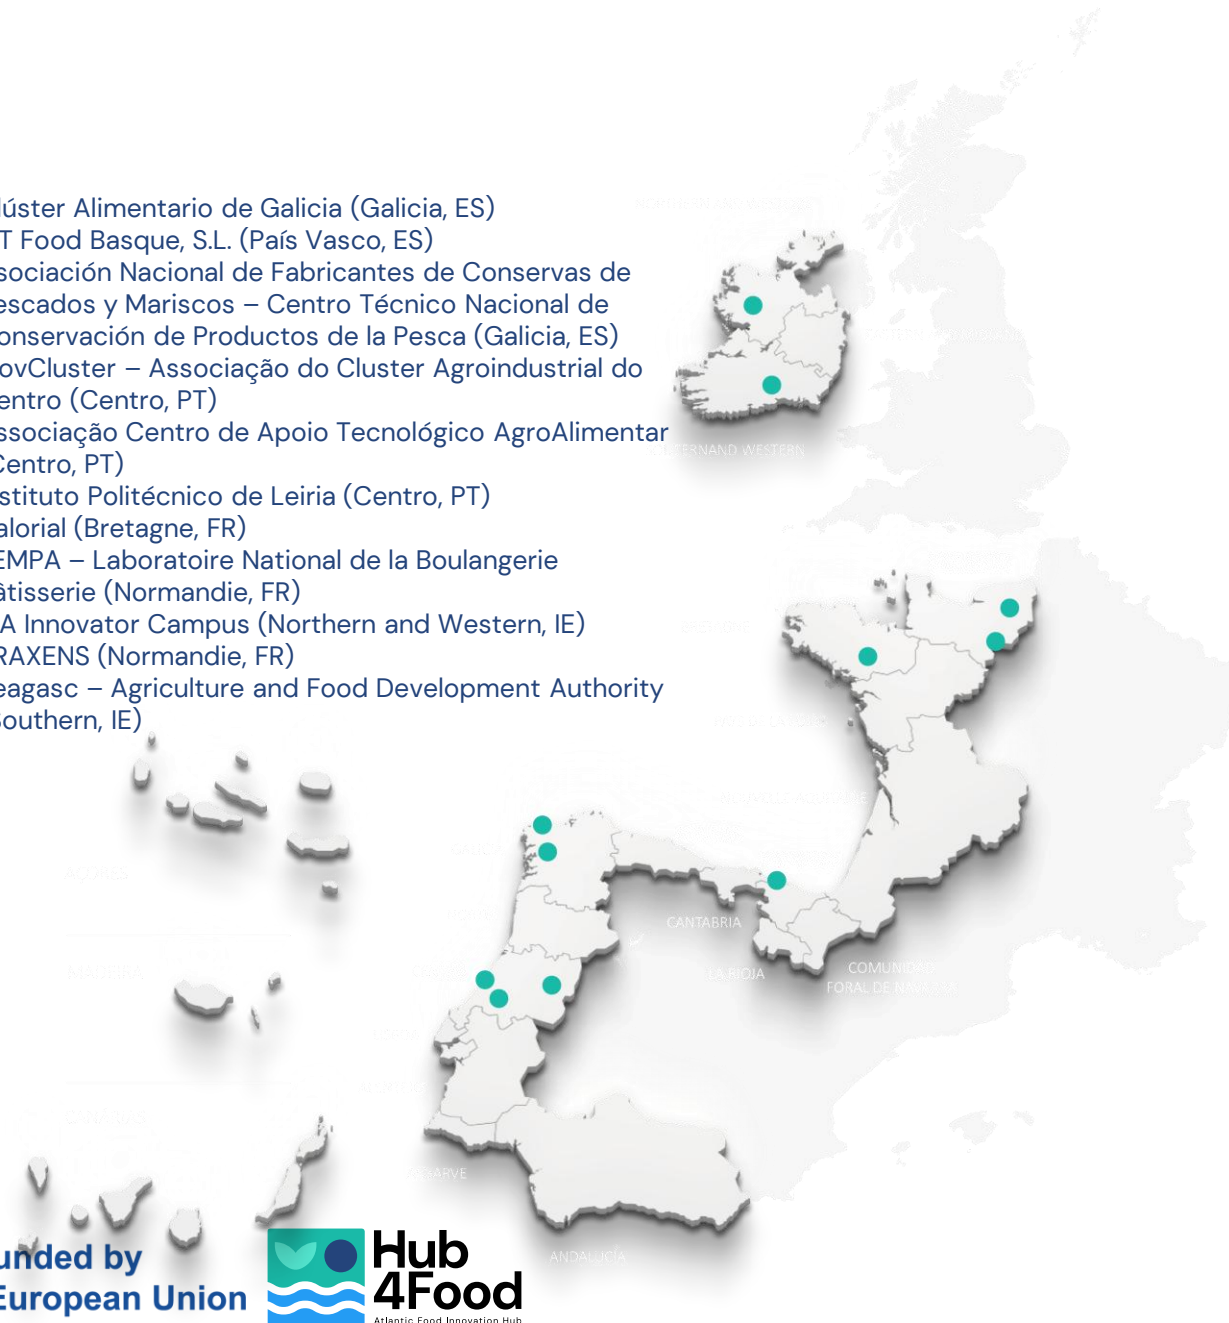 lúster Alimentario de Galicia (Galicia, ES)
T Food Basque, S.L. (País Vasco, ES)
sociación Nacional de Fabricantes de Conservas de
escados y Mariscos – Centro Técnico Nacional de
onservación de Productos de la Pesca (Galicia, ES)
ovCluster – Associação do Cluster Agroindustrial do
entro (Centro, PT)
ssociação Centro de Apoio Tecnológico AgroAlimentar
Centro, PT)
stituto Politécnico de Leiria (Centro, PT)
alorial (Bretagne, FR)
EMPA – Laboratoire National de la Boulangerie
âtisserie (Normandie, FR)
A Innovator Campus (Northern and Western, IE)
RAXENS (Normandie, FR)
eagasc – Agriculture and Food Development Authority
Southern, IE)
ERNAND WESTERN
AÇORES
MADEIRA
CANTABRIA
LA RIOJA
COMUNIDAD
FORAL DE NAVARRA
ANDALUCÍA
unded by
European Union
Hub
4Food
Atlantic Food Innovation Hub